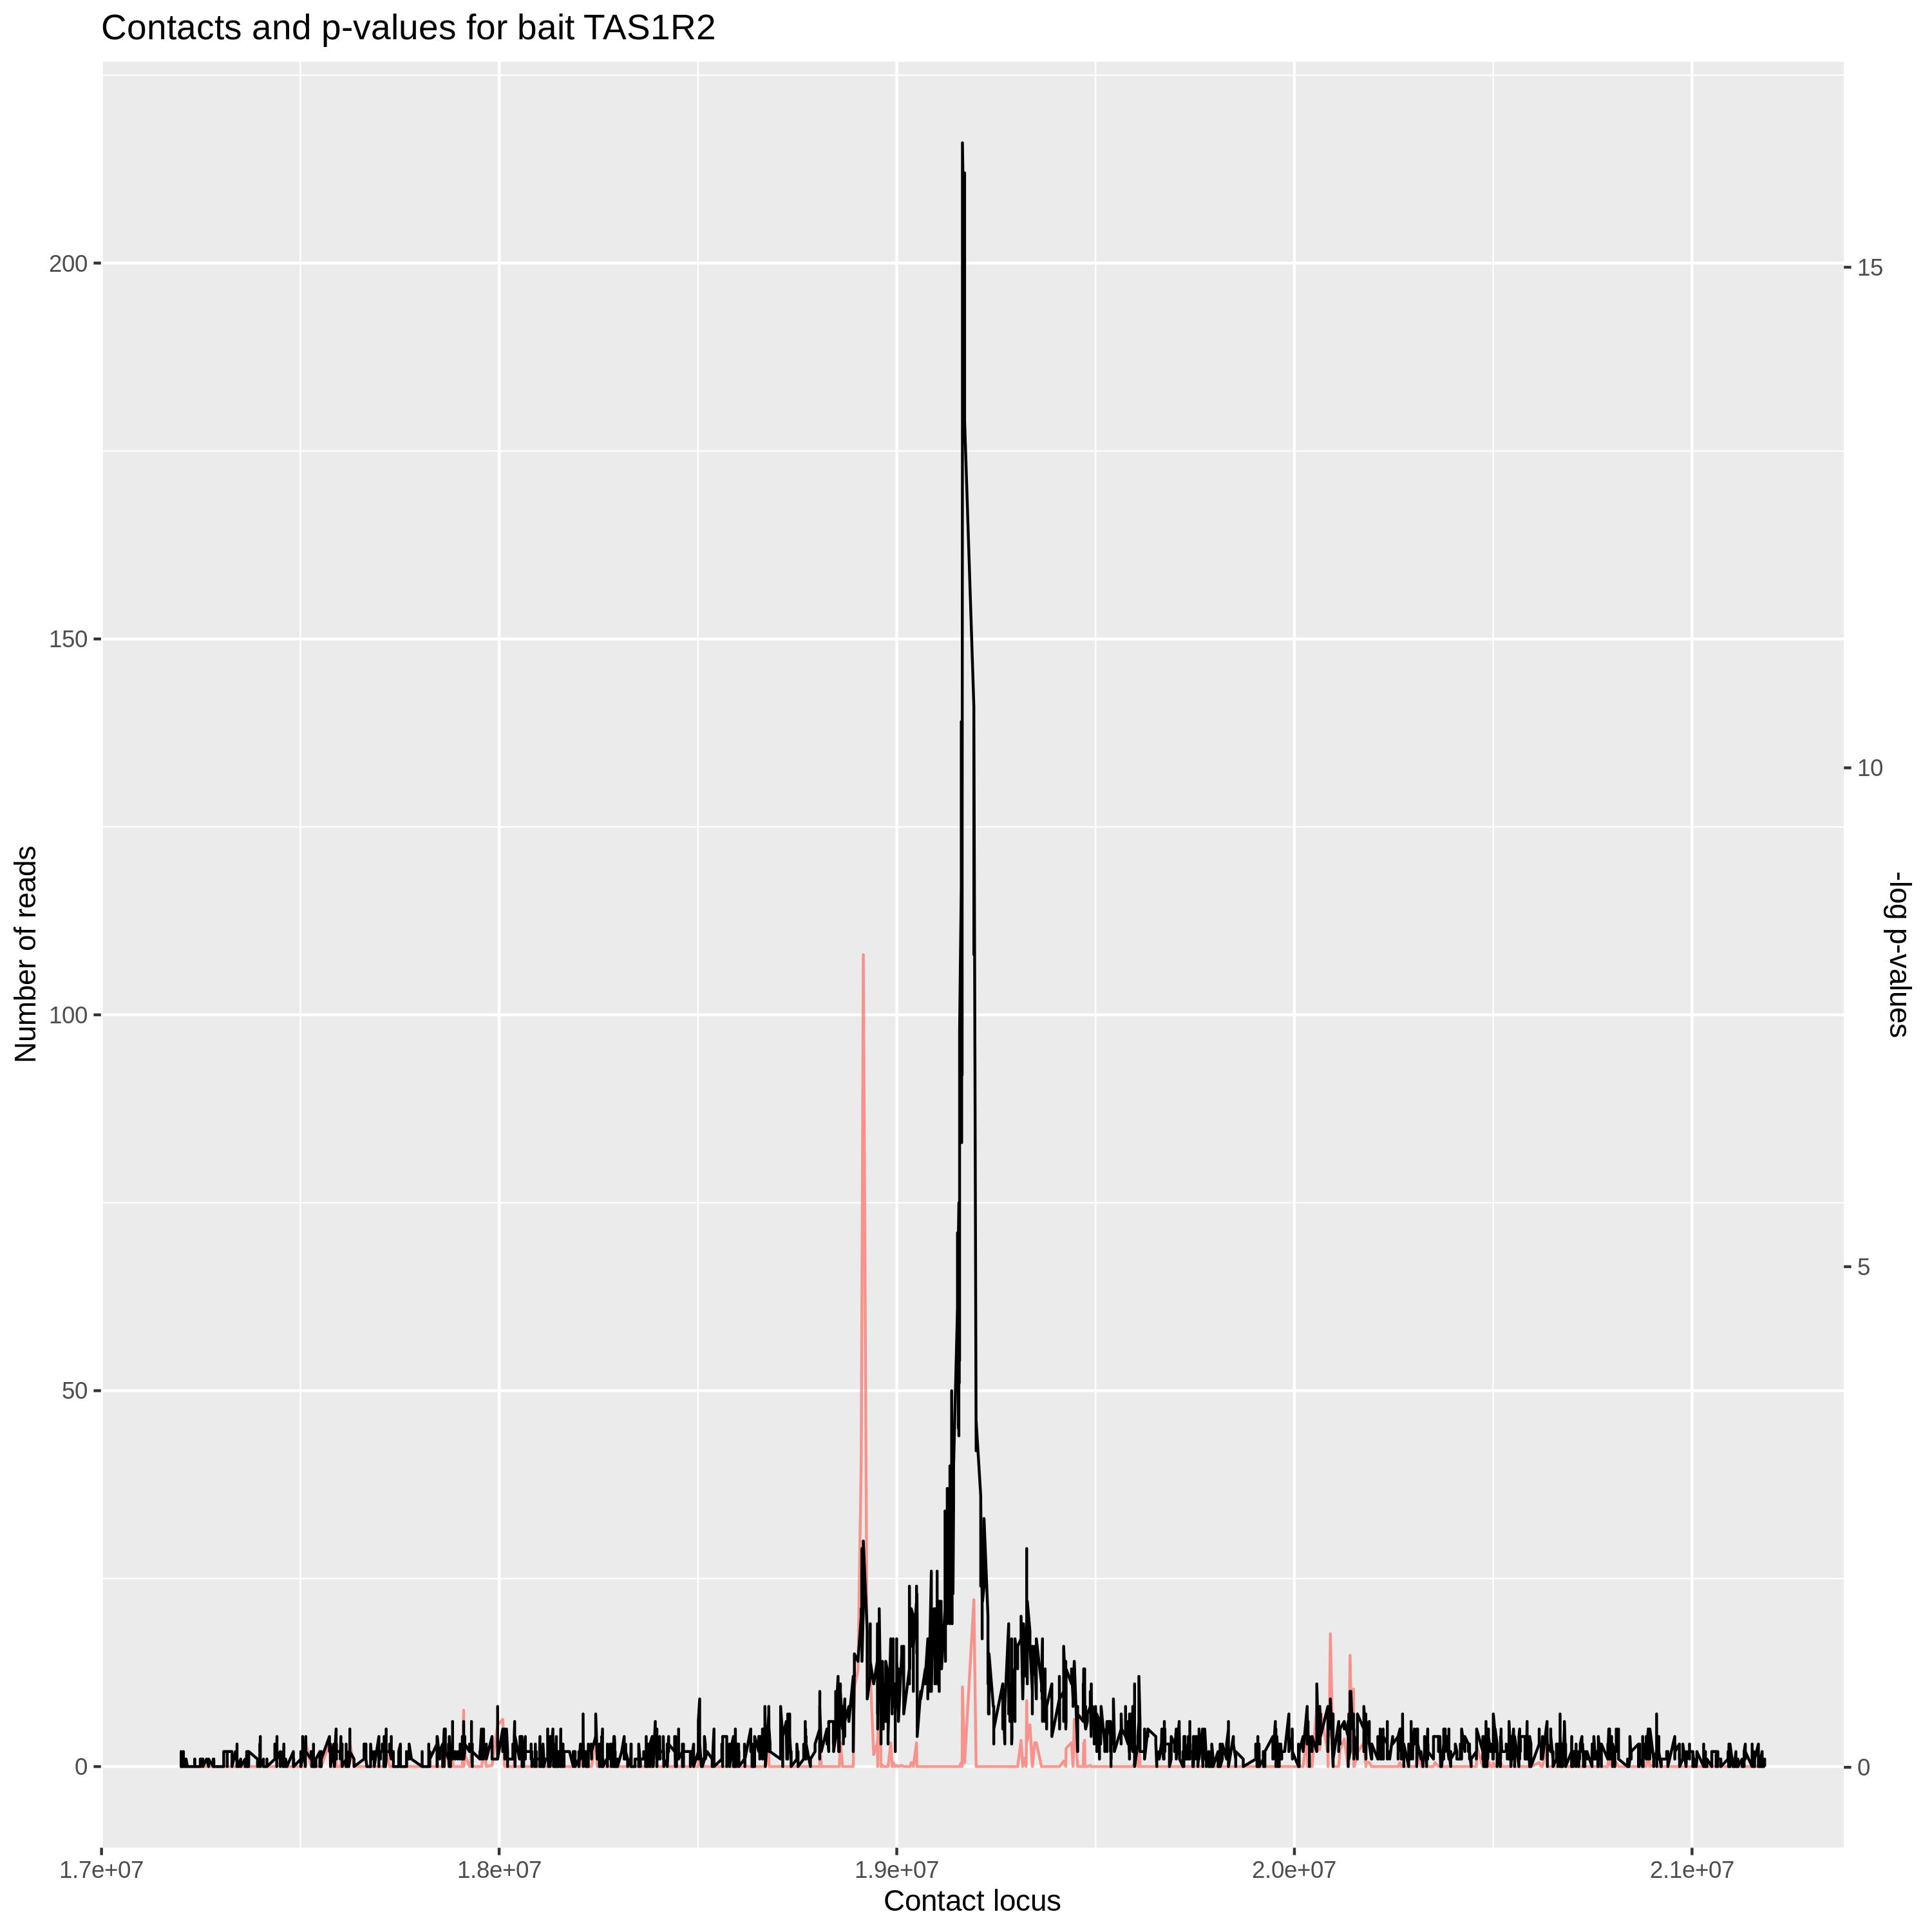 Contacts and p-values for bait TAS1R2
Number of reads
200
150
100
50
0
15
10
5
0
-log p-values
1.7e+07
1.8e+07
1.9e+07
2.0e+07
2.1e+07
Contact locus